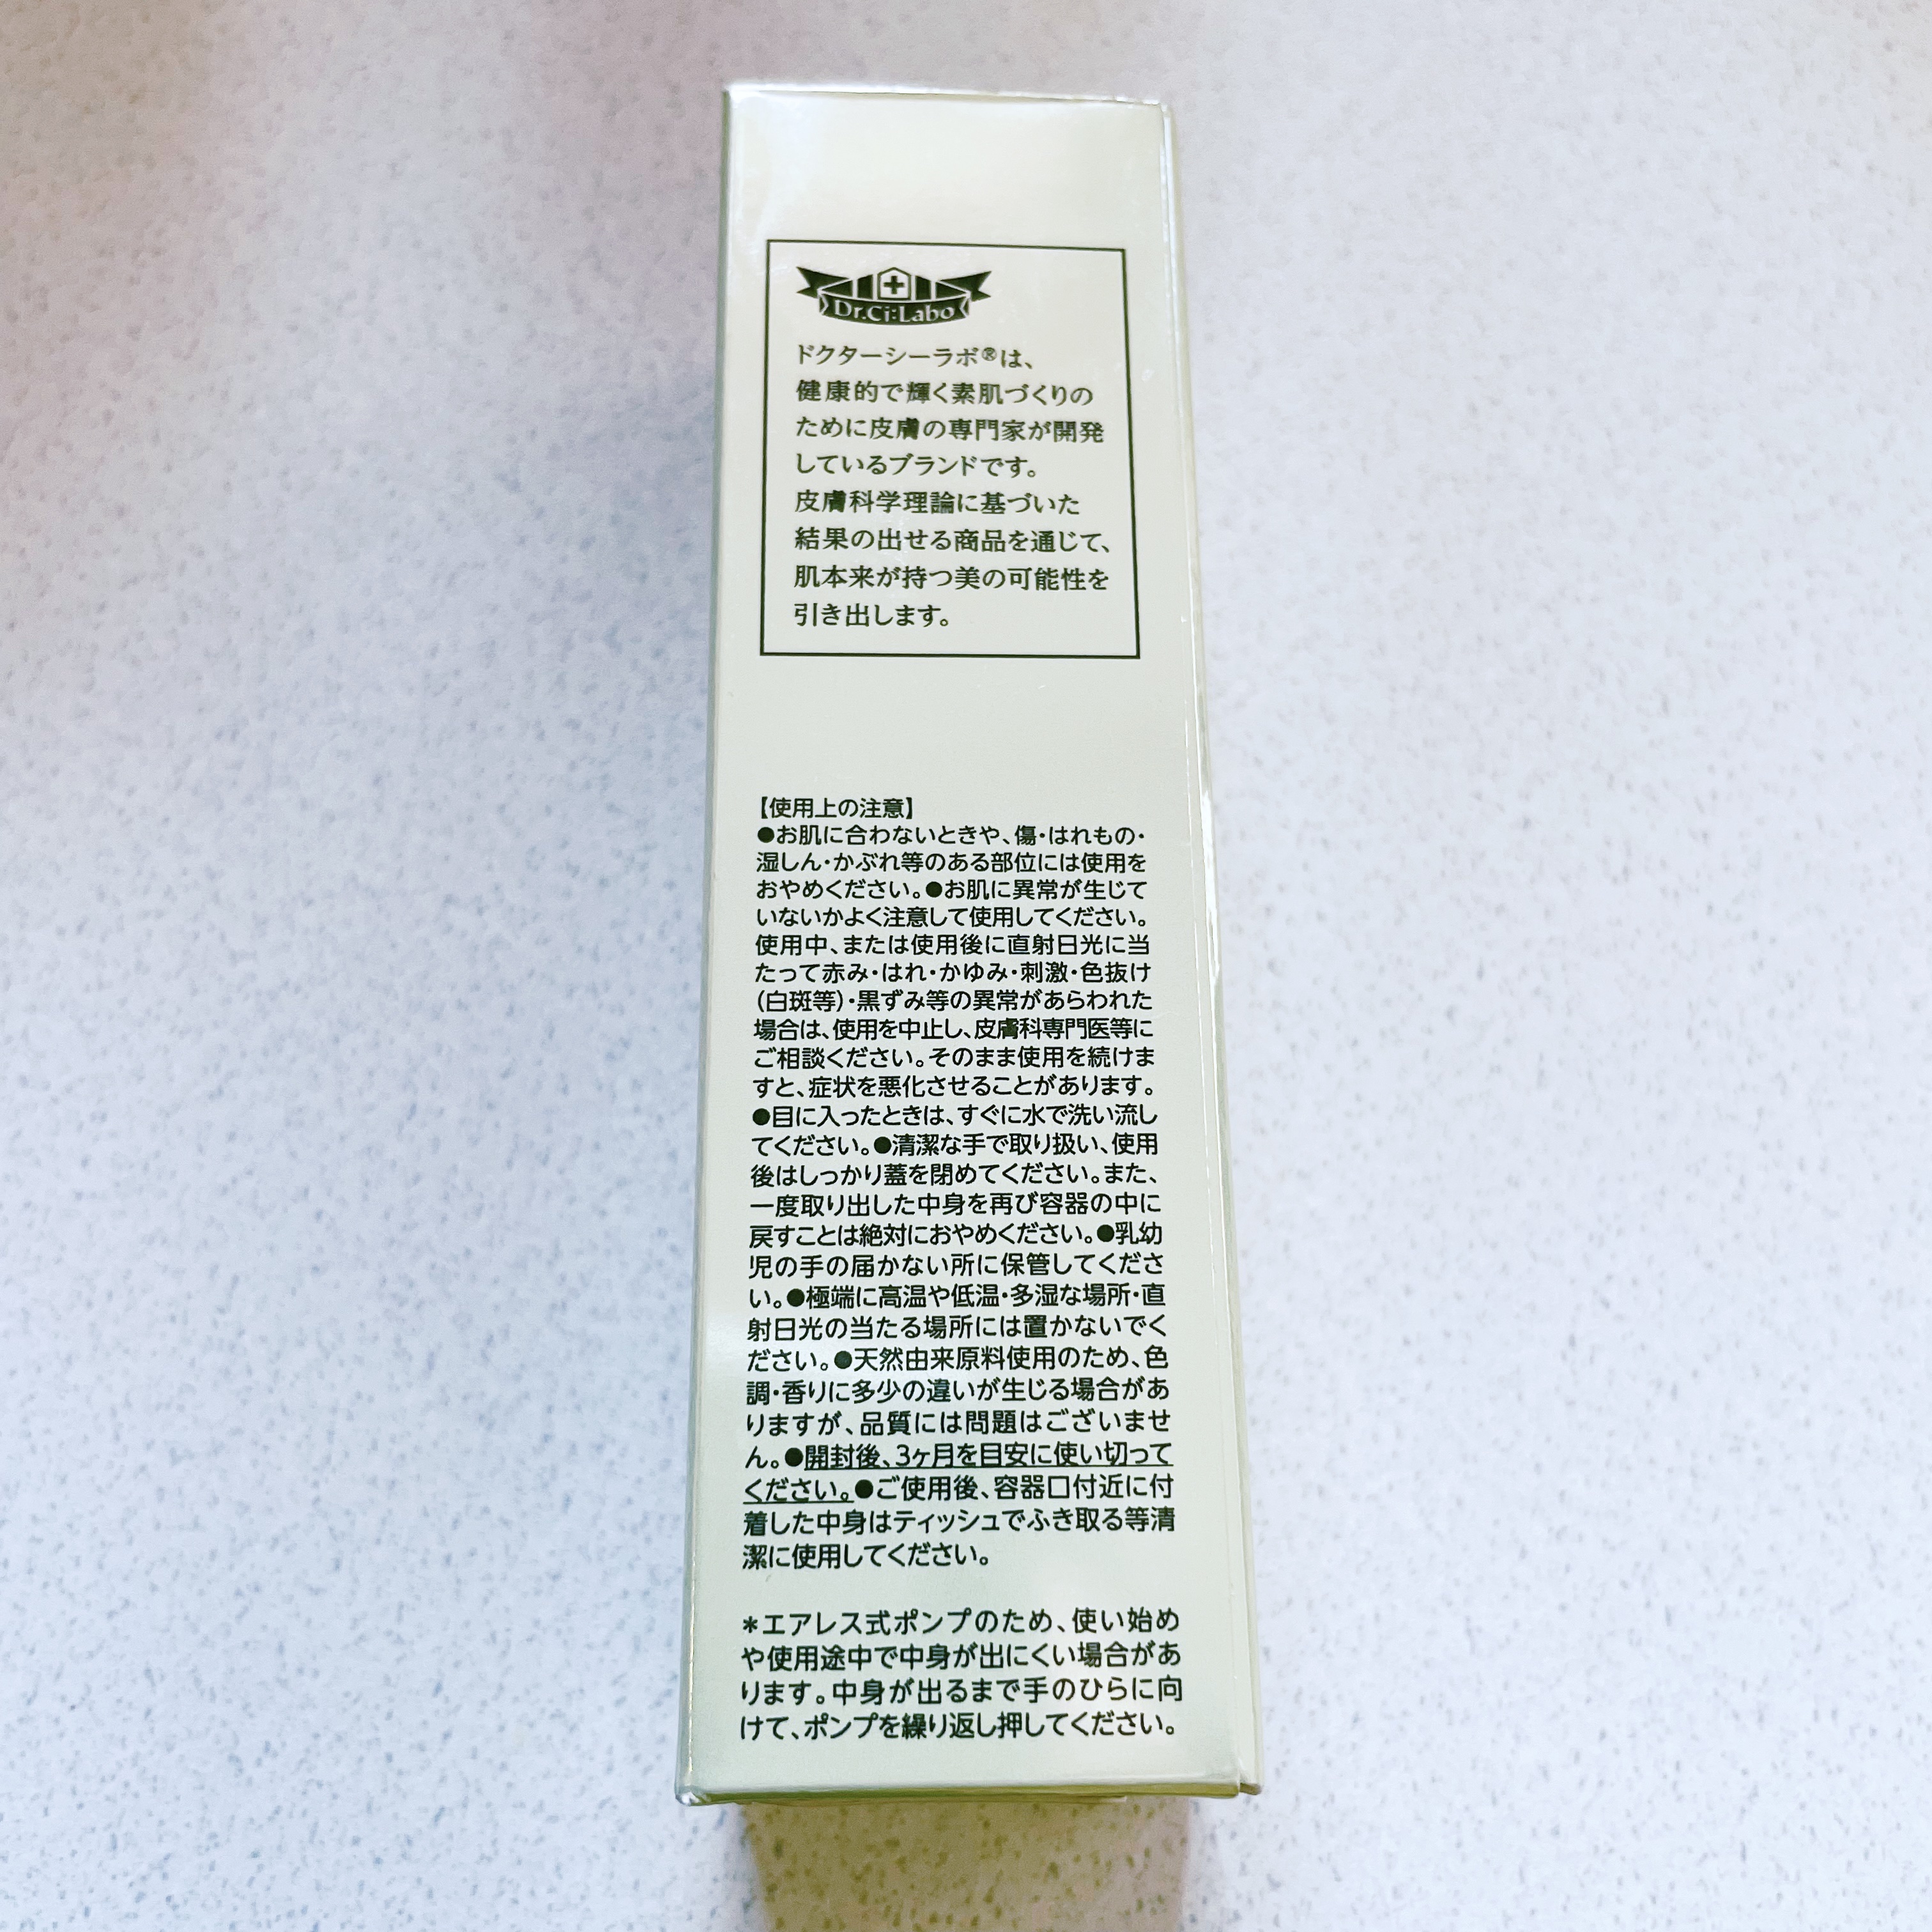 Dr.Ci:Labo
ドクターシーラボ®は、
健康的で輝く素肌づくりの
ために皮膚の専門家が開発
しているブランドです。
皮膚科学理論に基づいた
結果の出せる商品を通じて、
肌本来が持つ美の可能性を
引き出します。
【使用上の注意】
●お肌に合わないときや、傷・はれもの・
湿しん・かぶれ等のある部位には使用を
おやめください。●お肌に異常が生じて
いないかよく注意して使用してください。
使用中、または使用後に直射日光に当
たって赤み・はれ・かゆみ・刺激・色抜け
(白斑等)・黒ずみ等の異常があらわれた
場合は、使用を中止し、皮膚科専門医等に
ご相談ください。そのまま使用を続けま
すと、症状を悪化させることがあります。
●目に入ったときは、すぐに水で洗い流し
てください。●清潔な手で取り扱い、使用
後はしっかり蓋を閉めてください。また、
一度取り出した中身を再び容器の中に
戻すことは絶対におやめください。●乳幼
児の手の届かない所に保管してくださ
い。●極端に高温や低温・多湿な場所・直
射日光の当たる場所には置かないでく
ださい。●天然由来原料使用のため、色
調・香りに多少の違いが生じる場合があ
りますが、品質には問題はございませ
ん。●開封後、3ヶ月を目安に使い切って
ください。●ご使用後、容器口付近に付
着した中身はティッシュでふき取る等清
潔に使用してください。
＊エアレス式ポンプのため、使い始め
や使用途中で中身が出にくい場合があ
ります。中身が出るまで手のひらに向
けて、ポンプを繰り返し押してください。